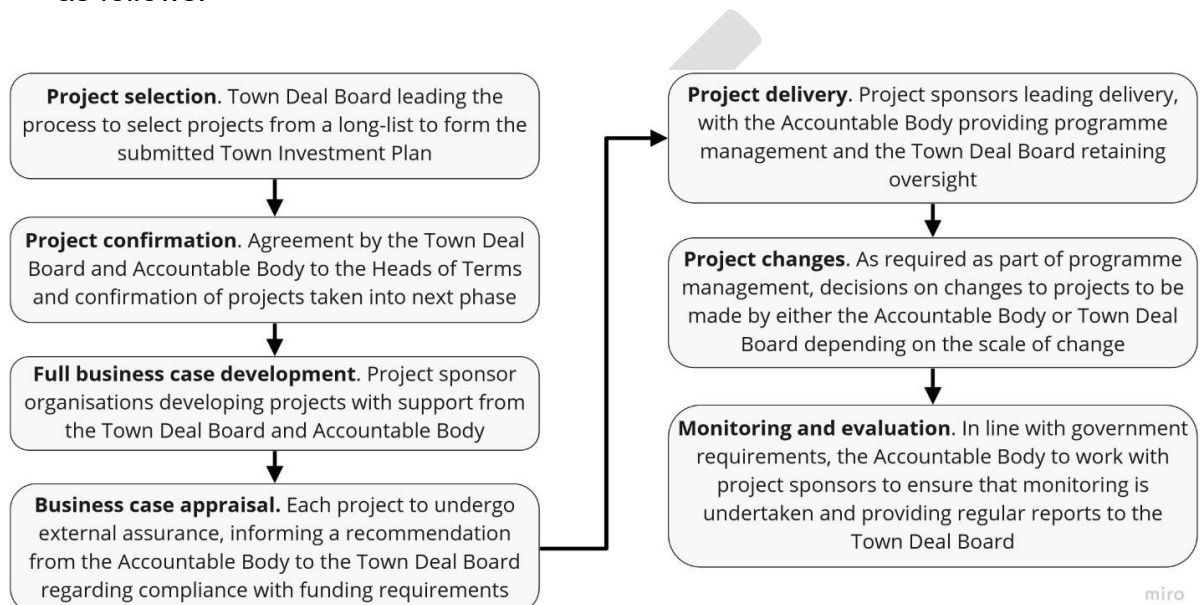 as follows:
Project selection. Town Deal Board leading the
process to select projects from a long-list to form the
submitted Town Investment Plan
Project confirmation. Agreement by the Town Deal
Board and Accountable Body to the Heads of Terms
and confirmation of projects taken into next phase
Full business case development. Project sponsor
organisations developing projects with support from
the Town Deal Board and Accountable Body
Business case appraisal. Each project to undergo
external assurance, informing a recommendation
from the Accountable Body to the Town Deal Board
regarding compliance with funding requirements
Project delivery. Project sponsors leading delivery,
with the Accountable Body providing programme
management and the Town Deal Board retaining
oversight
Project changes. As required as part of programme
management, decisions on changes to projects to be
made by either the Accountable Body or Town Deal
Board depending on the scale of change
Monitoring and evaluation. In line with government
requirements, the Accountable Body to work with
project sponsors to ensure that monitoring is
undertaken and providing regular reports to the
Town Deal Board
miro